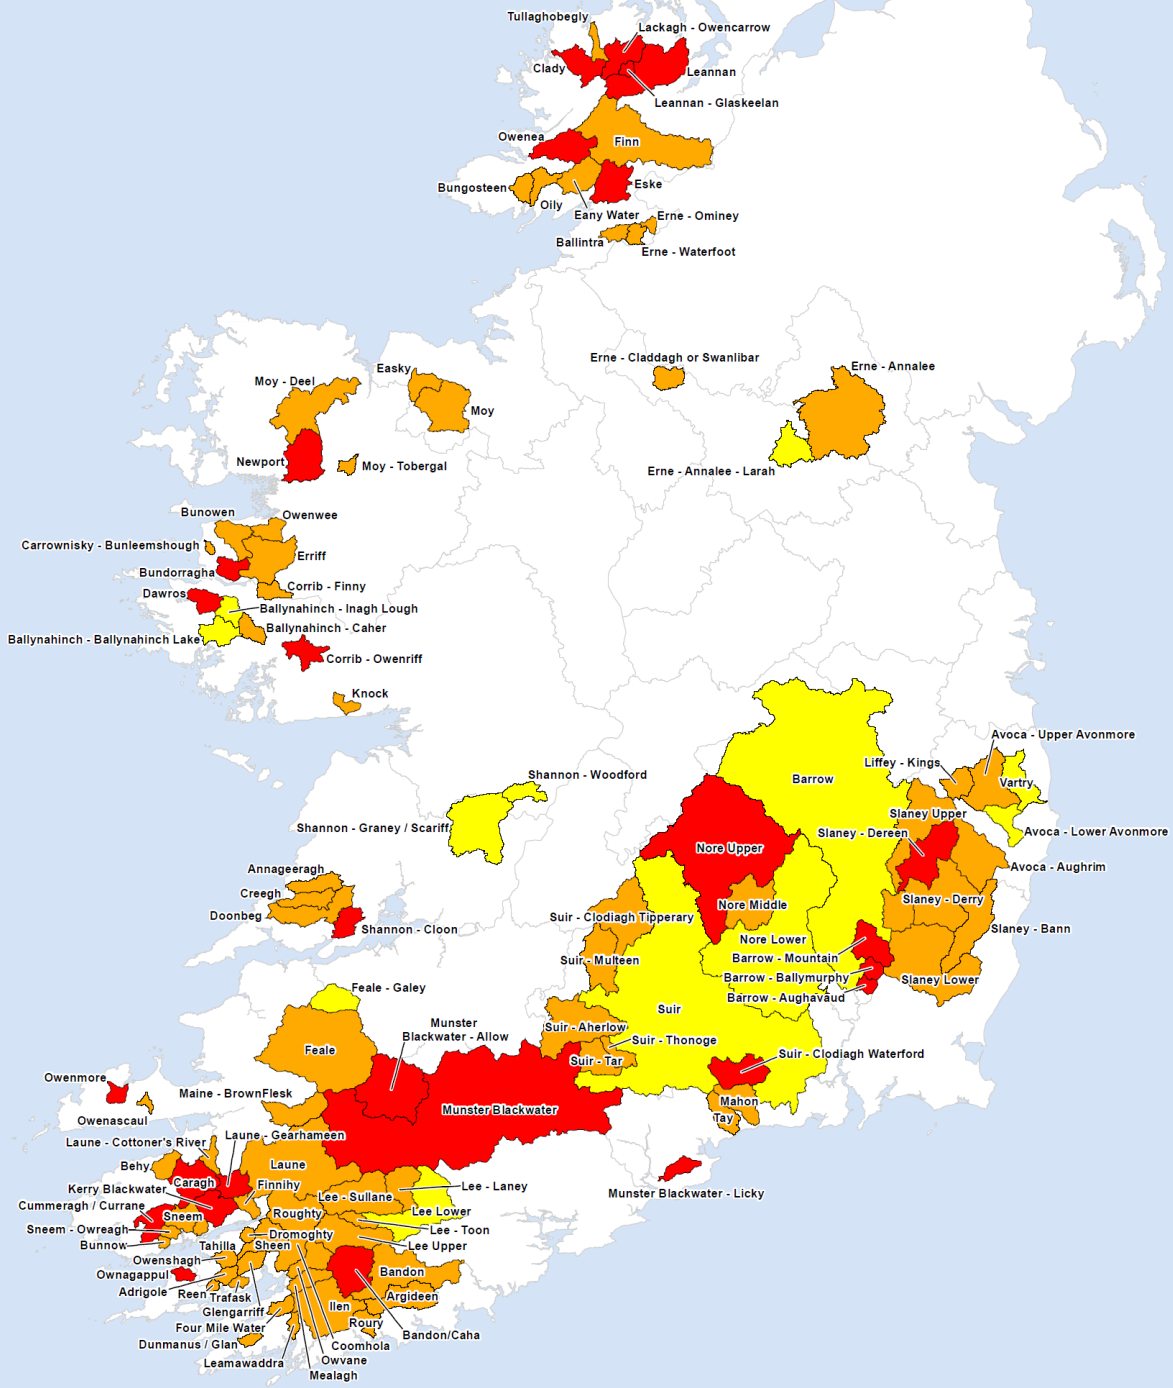 Tullaghobegly
Lackagh - Owencarrow
Clady
Leannan
Leannan - Glaskeelan
Owenea
Finn
Bungosteen
Eske
Oily
Eany Water
Erne - Ominey
Ballintra
Erne - Waterfoot
Erne - Claddagh or Swanlibar
Erne - Annalee
Easky
Moy - Deel
Moy
Newport
Moy - Tobergal
Erne - Annalee - Larah
Bunowen
Owenwee
Carrownisky - Bunleemshough
Erriff
Bundorragha
Corrib - Finny
Dawros
Ballynahinch - Inagh Lough
Ballynahinch - Caher
Ballynahinch - Ballynahinch Lake
Corrib - Owenriff
Knock
Avoca - Upper Avonmore
Liffey - Kings
Shannon - Woodford
Barrow
Vartry
Slaney Upper
Shannon - Graney / Scariff
Slaney - Dereen
Avoca - Lower Avonmore
Nore Upper
Annageeragh
Avoca - Aughrim
Creegh
Slaney - Derry
Nore Middle
Doonbeg
Suir - Clodiagh Tipperary
Shannon - Cloon
Slaney - Bann
Nore Lower
Suir - Multeen
Barrow - Mountain
Barrow - Ballymurphy
Slaney Lower
Feale - Galey
Barrow - Aughavaud
Suir
Munster
Blackwater - Allow
Suir - Aherlow
Suir - Thonoge
Feale
Suir - Clodiagh Waterford
Suir - Tar
Owenmore
Maine - BrownFlesk
Mahon
Munster Blackwater
Owenascaul
Tay
Laune - Gearhameen
Laune - Cottoner's River
Behy
Laune
Caragh
Finnihy
Lee - Laney
Kerry Blackwater
Lee - Sullane
Munster Blackwater - Licky
Cummeragh / Currane
Sneem
Roughty
Lee Lower
Sneem - Owreagh
Lee - Toon
Dromoghty
Bunnow
Tahilla
Sheen
Lee Upper
Owenshagh
Ownagappul
Bandon
Adrigole
Reen
Trafask
Argideen
Glengarriff
Ilen
Four Mile Water
Roury
Bandon/Caha
Dunmanus / Glan
Coomhola
Leamawaddra
Owvane
Mealagh